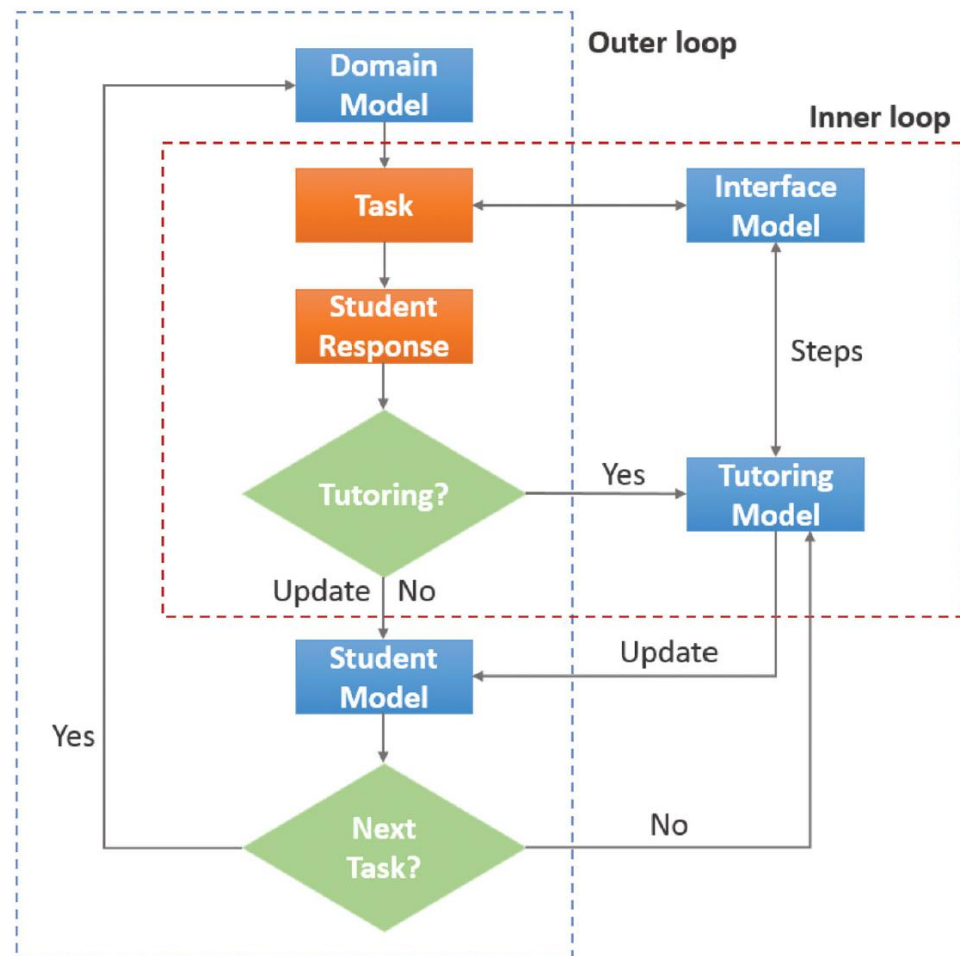 Outer loop
Domain
Model
Inner loop
Task
Interface
Model
Student
Response
Steps
Tutoring?
Yes
Tutoring
Model
Update
No
Student
Model
Update
Yes
Next
Task?
No